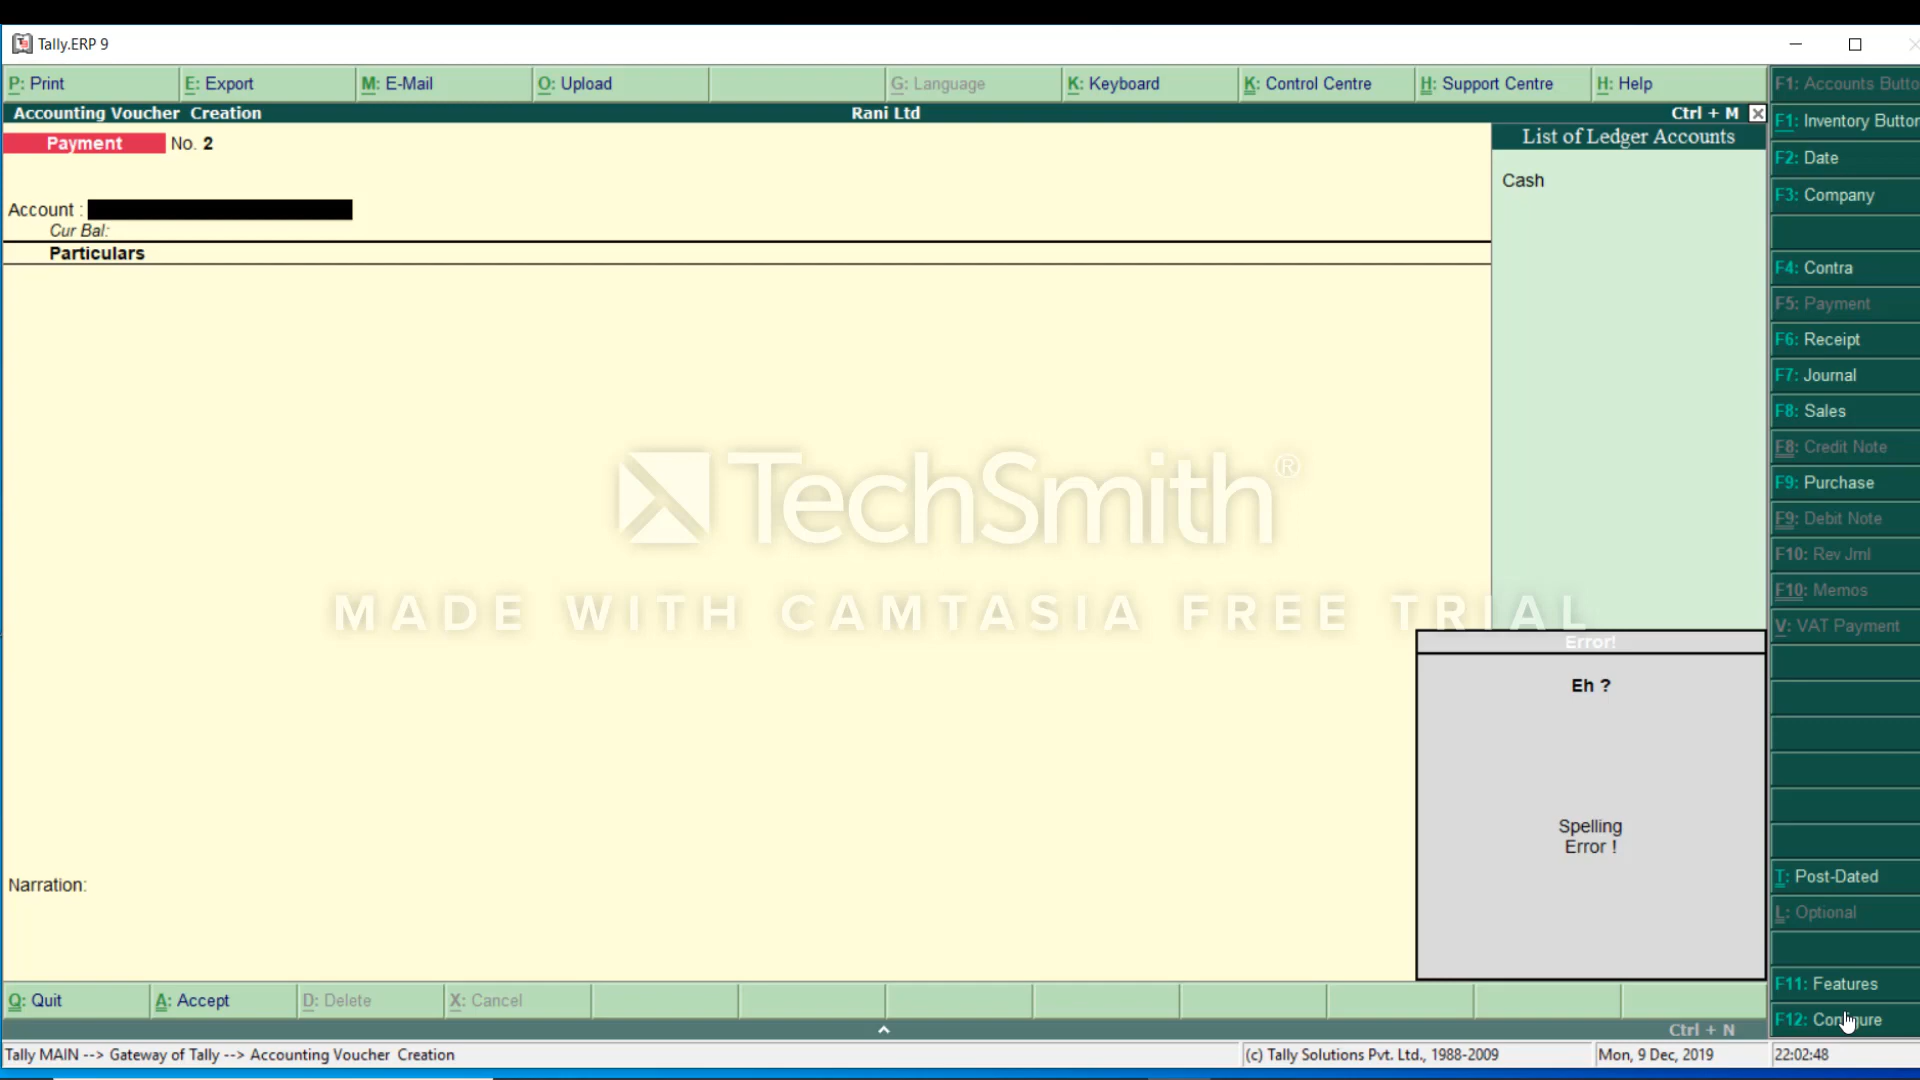 Tally.ERP 9
P: Print E: Export M: E-Mail O: Upload G: Language K: Keyboard K: Control Centre H: Support Centre H: Help
Accounting Voucher Creation Rani Ltd Ctrl + M
Payment No. 2
Account :
Cur Bal:
Particulars
List of Ledger Accounts
Cash
TechSmith®
MADE WITH CAMTASIA FREE TRIAL
Error!
Eh ?
Spelling
Error !
Narration:
F1: Accounts Butto
F1: Inventory Button
F2: Date
F3: Company
F4: Contra
F5: Payment
F6: Receipt
F7: Journal
F8: Sales
F8: Credit Note
F9: Purchase
F9: Debit Note
F10: Rev Jrnl
F10: Memos
V: VAT Payment
T: Post-Dated
L: Optional
F11: Features
F12: Configure
Q: Quit A: Accept D: Delete X: Cancel
Ctrl + N
Tally MAIN --> Gateway of Tally --> Accounting Voucher Creation (c) Tally Solutions Pvt. Ltd., 1988-2009 Mon, 9 Dec, 2019 22:02:48